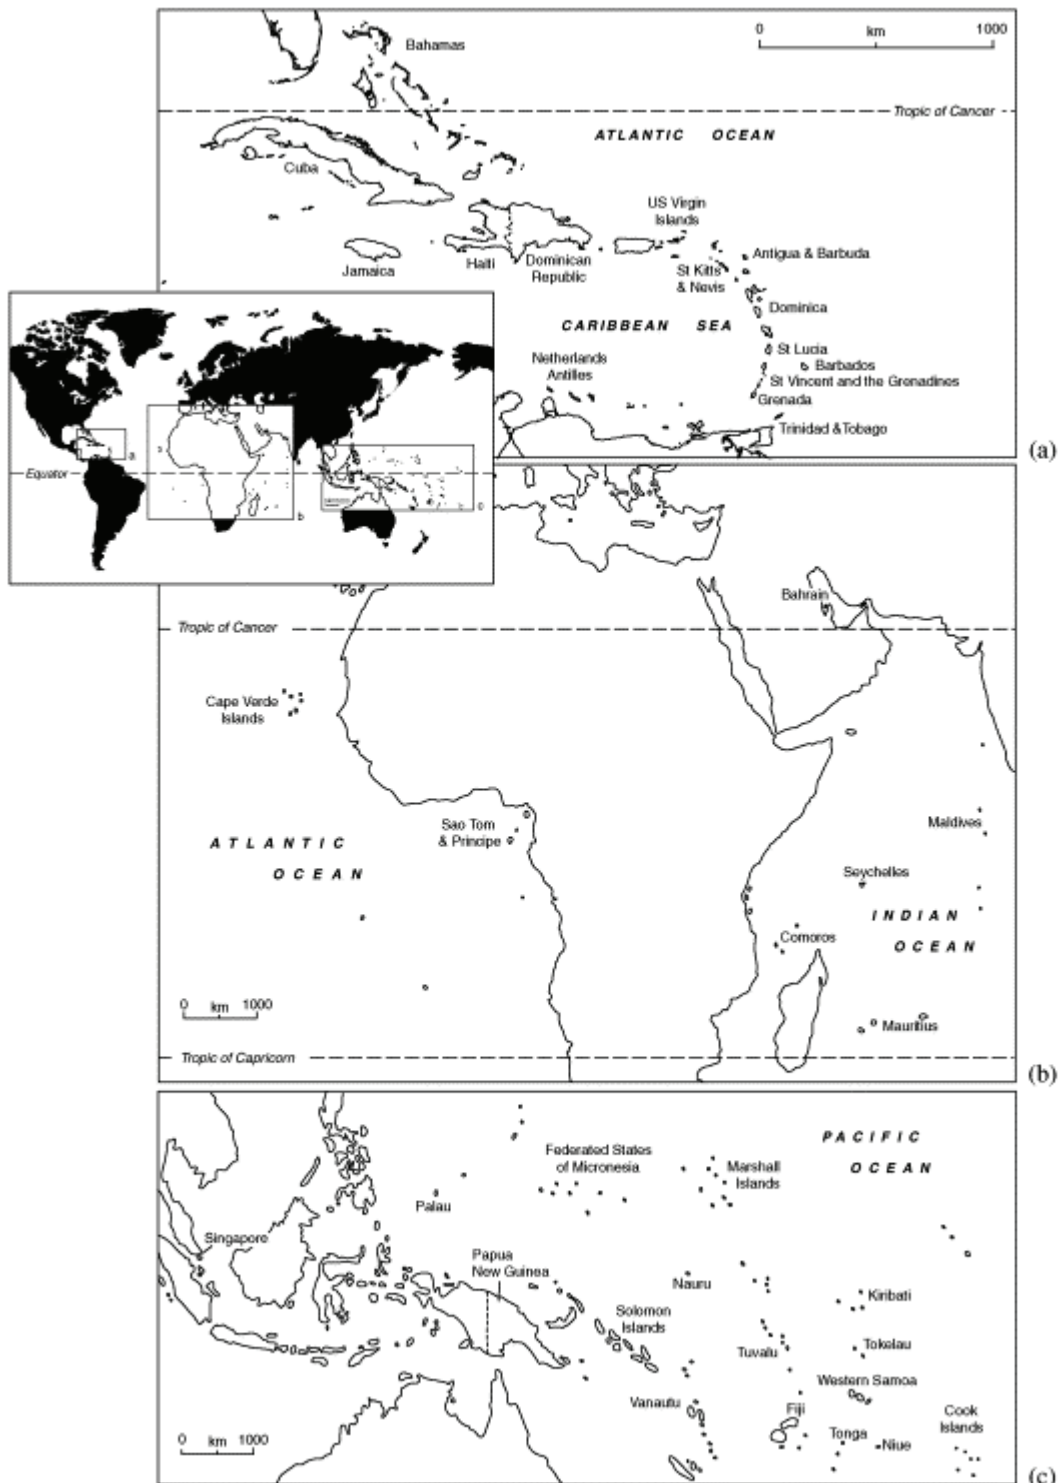 Bahamas
0 km 1000
Tropic of Cancer
ATLANTIC OCEAN
Cuba
US Virgin
Islands
Jamaica
Haiti
Dominican
Republic
St Kitts
& Nevis
Antigua & Barbuda
Dominica
CARIBBEAN SEA
St Lucia
Netherlands
Antilles
Barbados
St Vincent and the Grenadines
Grenada
Trinidad & Tobago
(a)
Equator
a
b
c
Bahrain
Tropic of Cancer
Cape Verde
Islands
Sao Tom
& Principe
Maldives
ATLANTIC
OCEAN
Seychelles
INDIAN
OCEAN
Comoros
0 km 1000
Mauritius
Tropic of Capricorn
(b)
PACIFIC
OCEAN
Federated States
of Micronesia
Marshall
Islands
Palau
Singapore
Papua
New Guinea
Nauru
Kiribati
Solomon
Islands
Tuvalu
Tokelau
Western Samoa
Vanautu
Fiji
Cook
Islands
Tonga
Niue
0 km 1000
(c)